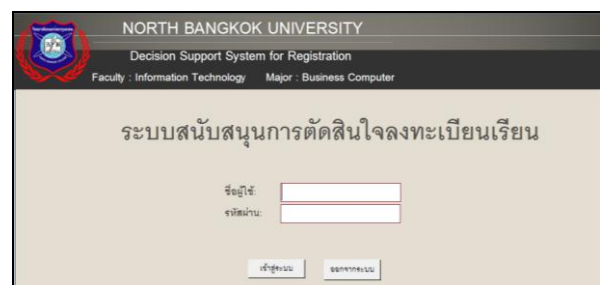 NORTH BANGKOK UNIVERSITY
Decision Support System for Registration
Faculty : Information Technology Major : Business Computer
ระบบสนับสนุนการตัดสินใจลงทะเบียนเรียน
ชื่อผู้ใช้:
รหัสผ่าน:
เข้าสู่ระบบ ออกจากระบบ